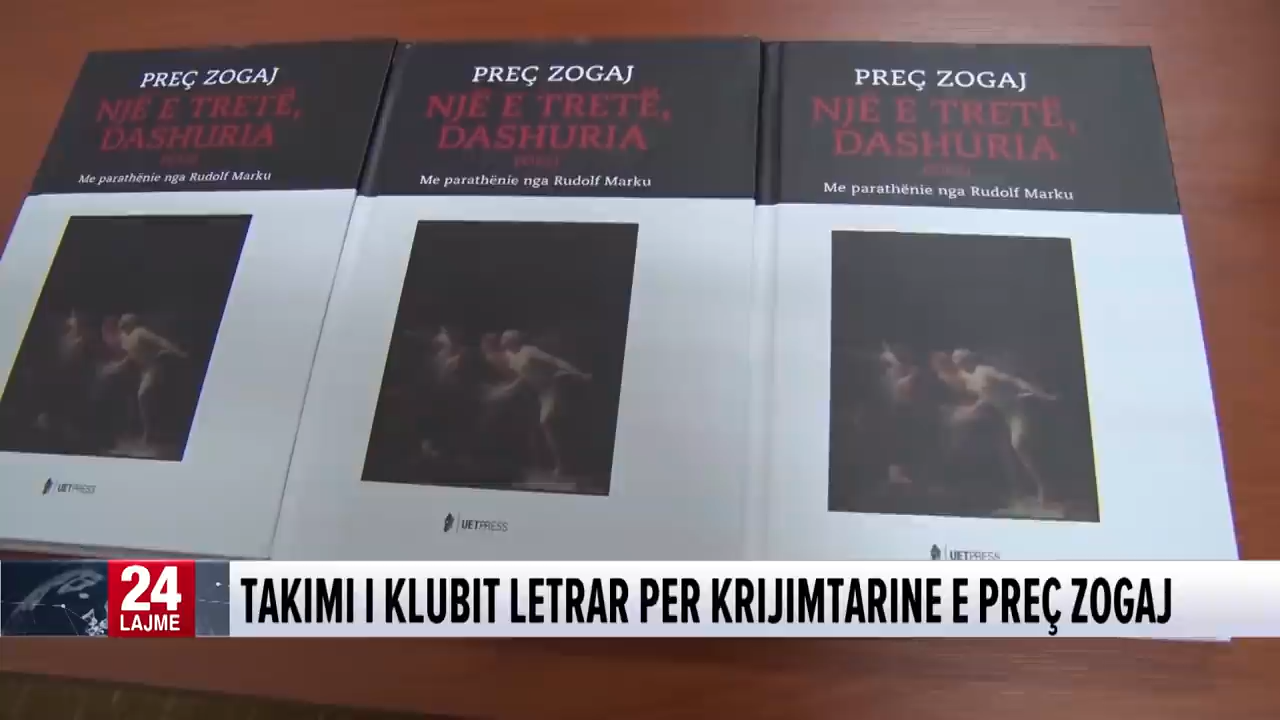 PREÇ ZOGAJ
NJË E TRETË,
DASHURIA
Me parathënie nga Rudolf Marku
UETPRESS
PREÇ ZOGAJ
NJË E TRETË,
DASHURIA
Me parathënie nga Rudolf Marku
UETPRESS
PREÇ ZOGAJ
NJË E TRETË,
DASHURIA
Me parathënie nga Rudolf Marku
UETPRESS
24
LAJME
TAKIMI I KLUBIT LETRAR PER KRIJIMTARINE E PREÇ ZOGAJ